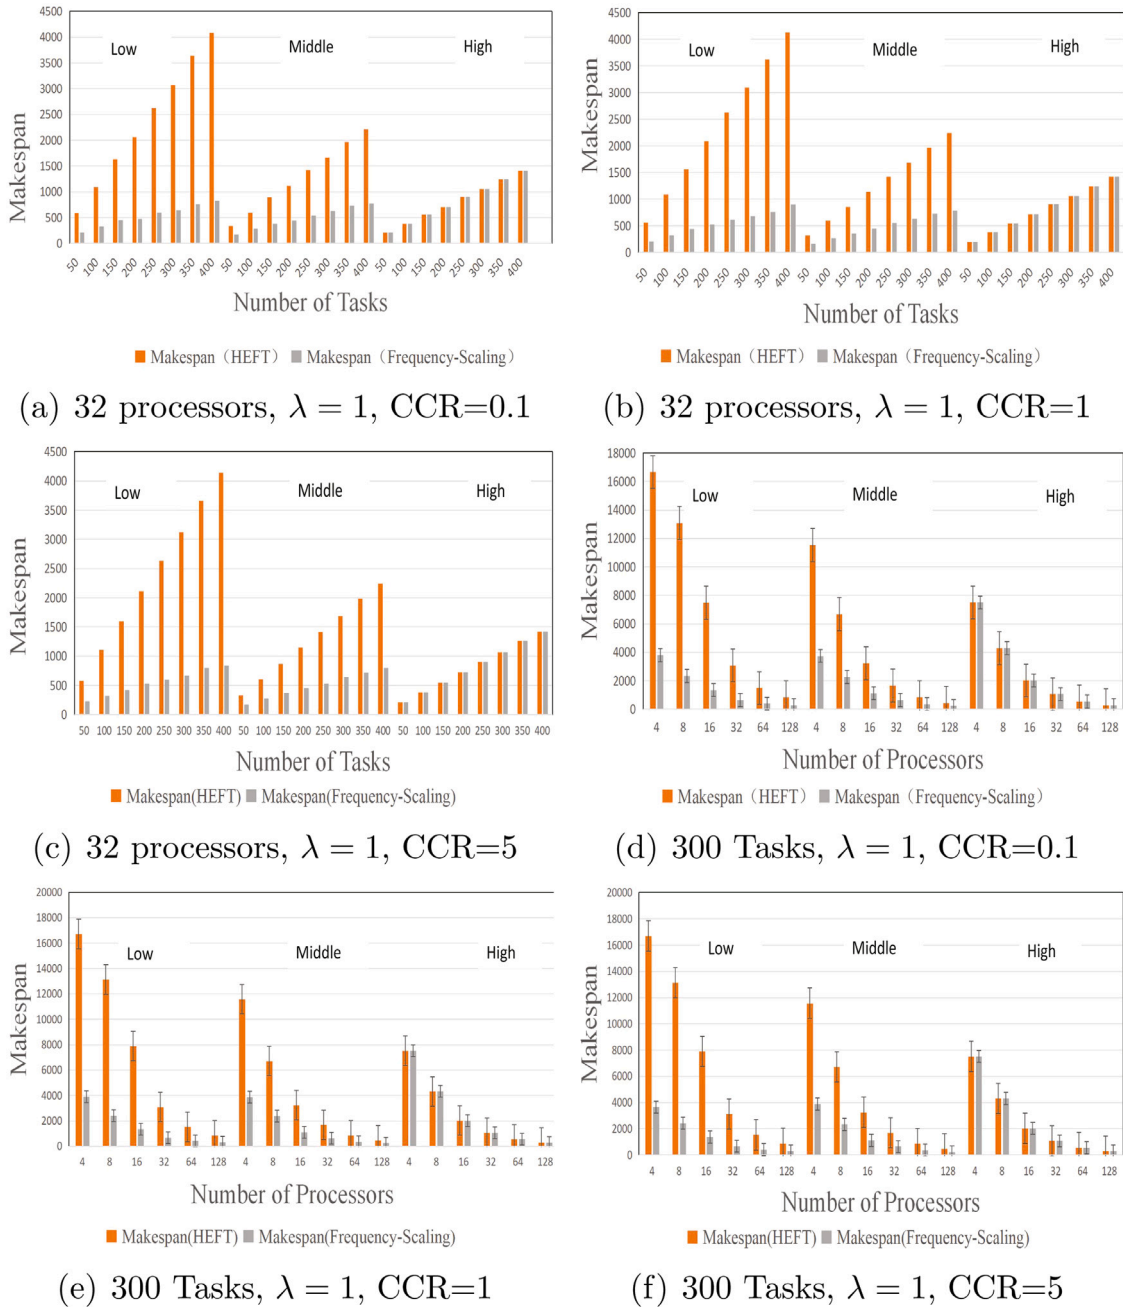 4500
4000
3500
3000
2500
2000
1500
1000
500
0
Makespan
Low Middle High
50 100 150 200 250 300 350 400 50 100 150 200 250 300 350 400 50 100 150 200 250 300 350 400
Number of Tasks
Makespan（HEFT） Makespan（Frequency-Scaling）
(a) 32 processors, λ = 1, CCR=0.1
4500
4000
3500
3000
2500
2000
1500
1000
500
0
Makespan
Low Middle High
50 100 150 200 250 300 350 400 50 100 150 200 250 300 350 400 50 100 150 200 250 300 350 400
Number of Tasks
Makespan（HEFT） Makespan（Frequency-Scaling）
(b) 32 processors, λ = 1, CCR=1
4500
4000
3500
3000
2500
2000
1500
1000
500
0
Makespan
Low Middle High
50 100 150 200 250 300 350 400 50 100 150 200 250 300 350 400 50 100 150 200 250 300 350 400
Number of Tasks
Makespan(HEFT) Makespan(Frequency-Scaling)
(c) 32 processors, λ = 1, CCR=5
18000
16000
14000
12000
10000
8000
6000
4000
2000
0
Makespan
Low Middle High
4 8 16 32 64 128 4 8 16 32 64 128 4 8 16 32 64 128
Number of Processors
Makespan（HEFT） Makespan（Frequency-Scaling）
(d) 300 Tasks, λ = 1, CCR=0.1
20000
18000
16000
14000
12000
10000
8000
6000
4000
2000
0
Makespan
Low Middle High
4 8 16 32 64 128 4 8 16 32 64 128 4 8 16 32 64 128
Number of Processors
Makespan(HEFT) Makespan(Frequency-Scaling)
(e) 300 Tasks, λ = 1, CCR=1
20000
18000
16000
14000
12000
10000
8000
6000
4000
2000
0
Makespan
Low Middle High
4 8 16 32 64 128 4 8 16 32 64 128 4 8 16 32 64 128
Number of Processors
Makespan(HEFT) Makespan(Frequency-Scaling)
(f) 300 Tasks, λ = 1, CCR=5